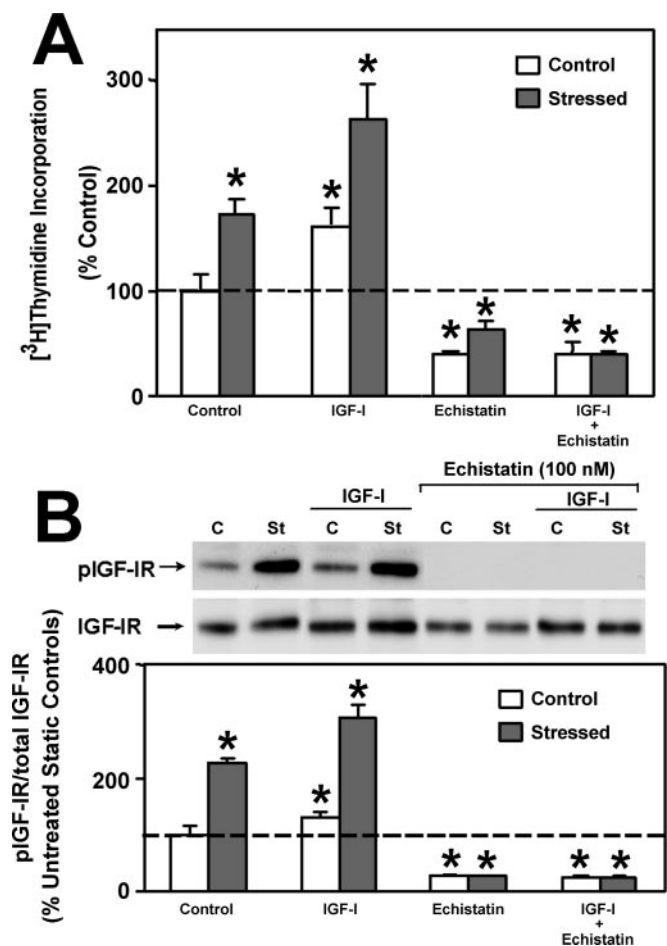 A
[³H]Thymidine Incorporation
(% Control)
300
200
100
0
Control
Stressed
*
*
*
*
*
*
*
Control
IGF-I
Echistatin
IGF-I
+
Echistatin
B
Echistatin (100 nM)
IGF-I
IGF-I
C St C St C St C St
pIGF-IR
IGF-IR
pIGF-IR/total IGF-IR
(% Untreated Static Controls)
400
200
0
Control
Stressed
*
*
*
*
*
*
*
Control
IGF-I
Echistatin
IGF-I
+
Echistatin